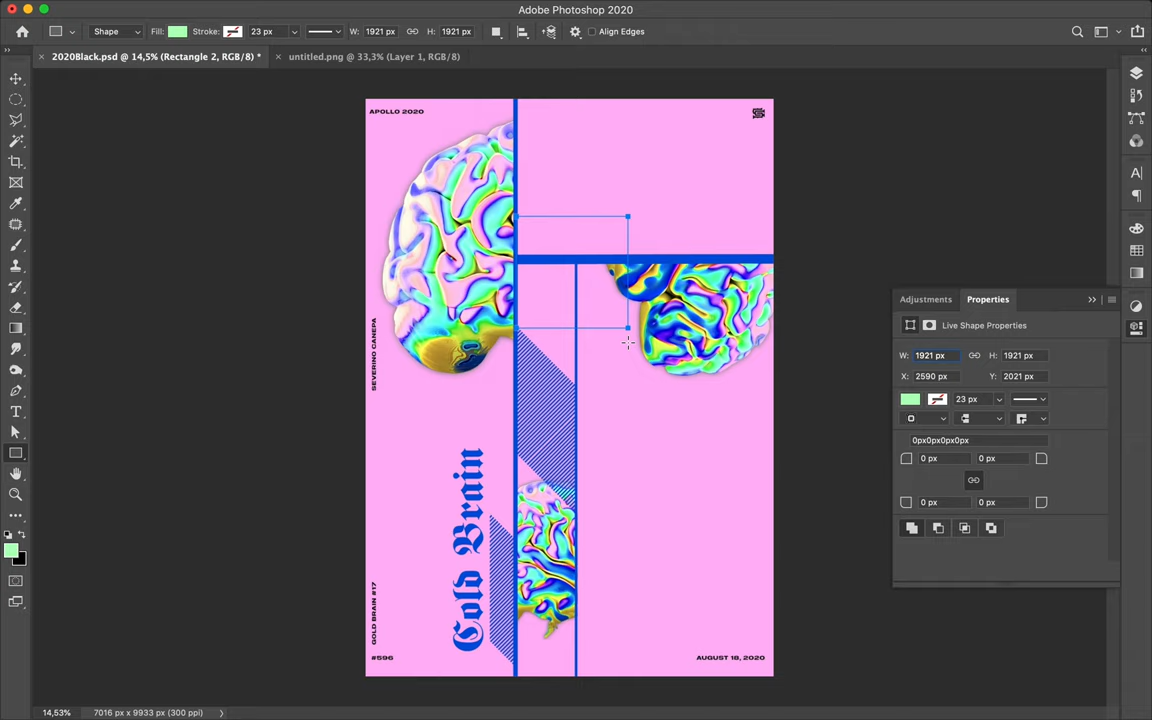 Adobe Photoshop 2020
Shape Fill: Stroke: 23 px W: 1921 px H: 1921 px Align Edges
2020Black.psd @ 14,5% (Rectangle 2, RGB/8) * untitled.png @ 33,3% (Layer 1, RGB/8)
APOLLO 2020
SEVERINO CANEPA
Cold Brain
GOLD BRAIN #17
#596
AUGUST 18, 2020
Adjustments Properties
Live Shape Properties
W: 1921 px H: 1921 px
X: 2590 px Y: 2021 px
23 px
0px0px0px0px
0 px 0 px
0 px 0 px
14,53% 7016 px x 9933 px (300 ppi)